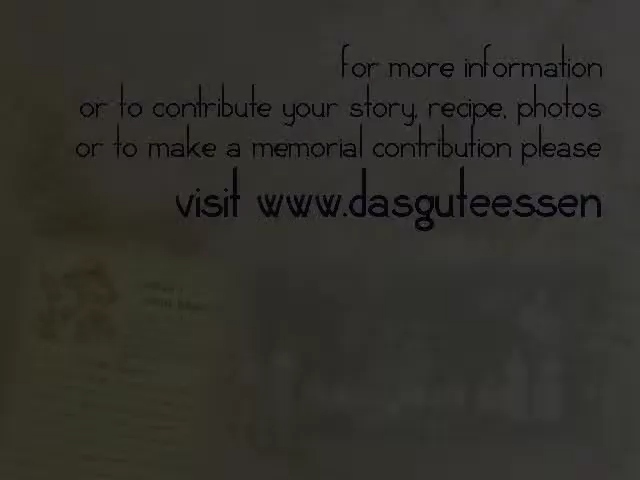 for more information
or to contribute your story, recipe, photos
or to make a memorial contribution please
visit www.dasguteessen